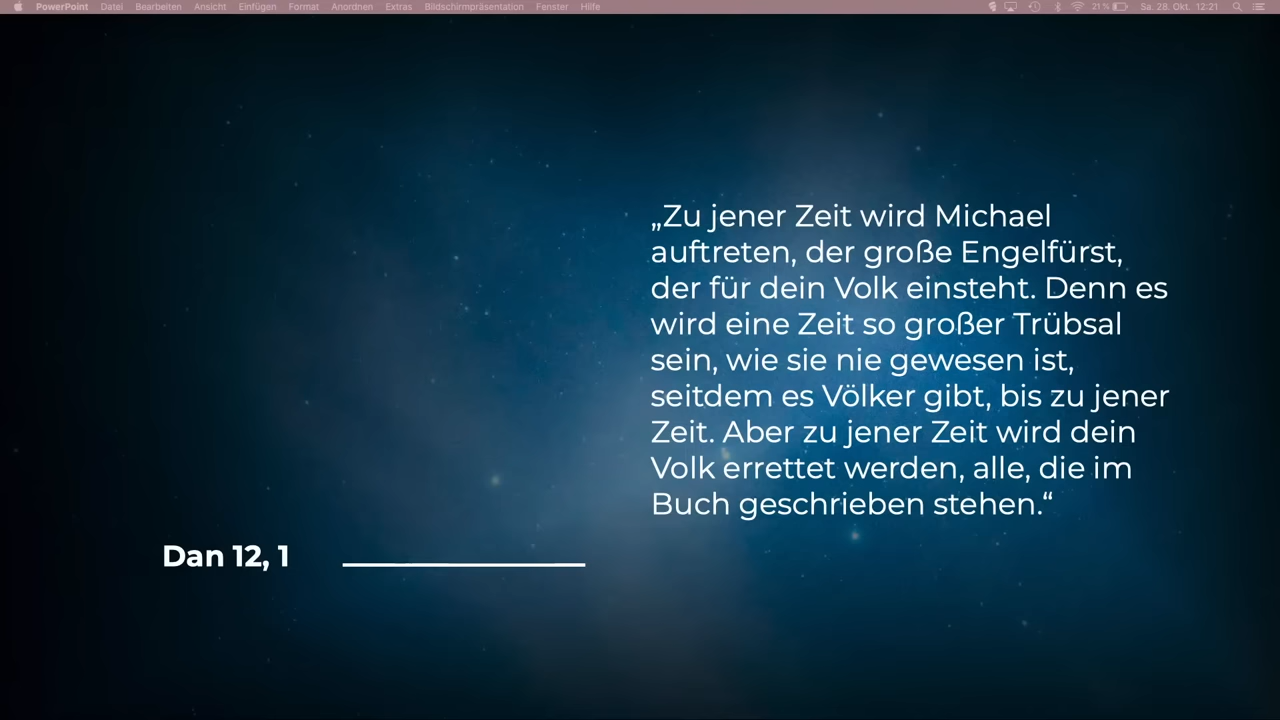 PowerPoint Datei Bearbeiten Ansicht Einfügen Format Anordnen Extras Bildschirmpräsentation Fenster Hilfe 21 % Sa. 28. Okt. 12:21
„Zu jener Zeit wird Michael
auftreten, der große Engelfürst,
der für dein Volk einsteht. Denn es
wird eine Zeit so großer Trübsal
sein, wie sie nie gewesen ist,
seitdem es Völker gibt, bis zu jener
Zeit. Aber zu jener Zeit wird dein
Volk errettet werden, alle, die im
Buch geschrieben stehen.“
Dan 12, 1